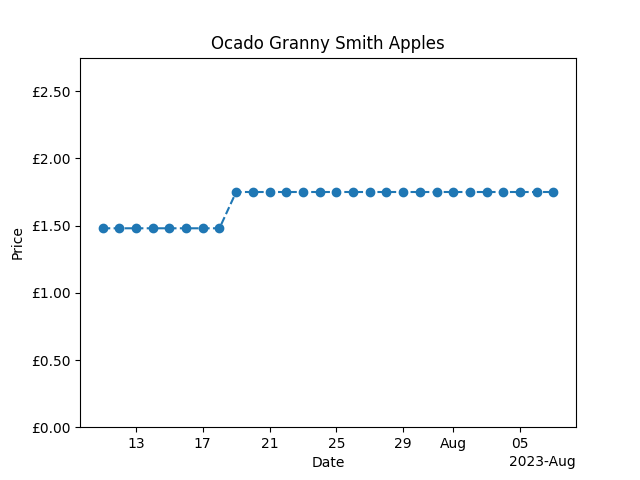 Ocado Granny Smith Apples
£2.50
£2.00
£1.50
£1.00
£0.50
£0.00
Price
13 17 21 25 29 Aug 05
Date
2023-Aug